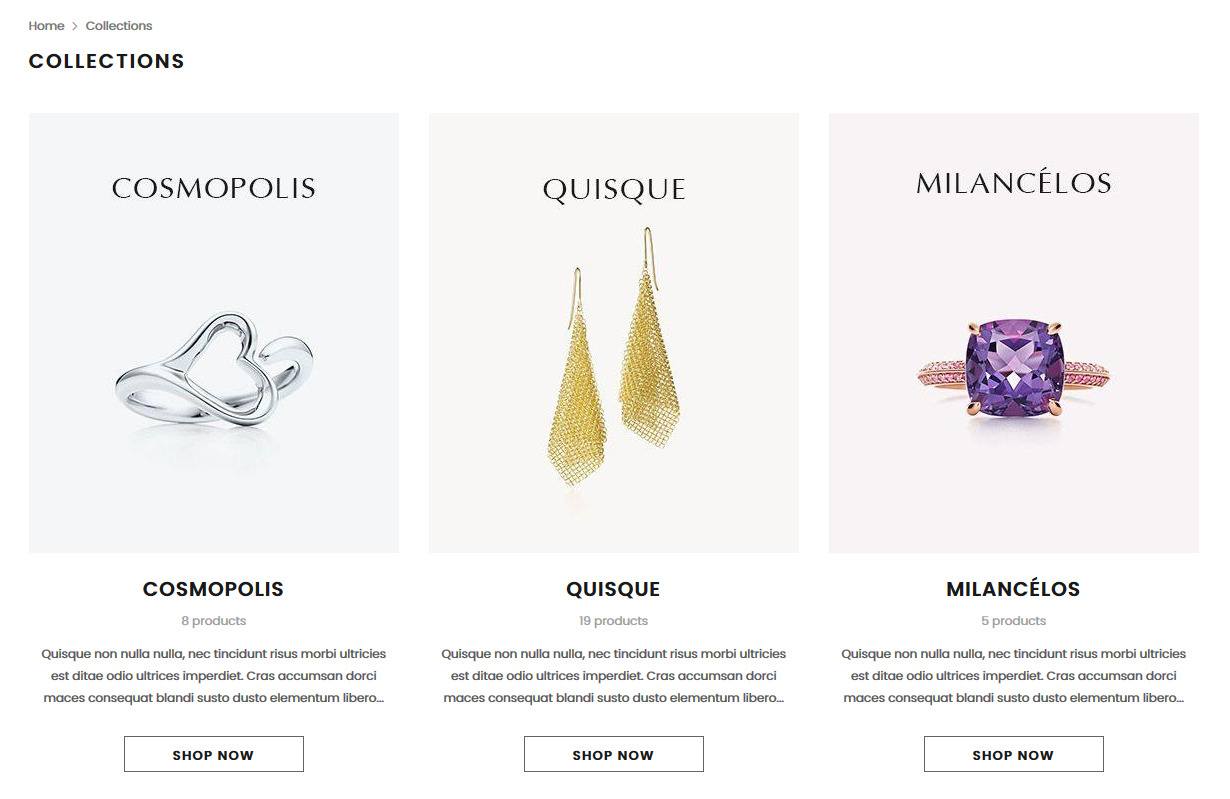 Home > Collections
COLLECTIONS
COSMOPOLIS
QUISQUE
MILANCÉLOS
COSMOPOLIS
8 products
Quisque non nulla nulla, nec tincidunt risus morbi ultricies
est ditae odio ultrices imperdiet. Cras accumsan dorci
maces consequat blandi susto dusto elementum libero...
SHOP NOW
QUISQUE
19 products
Quisque non nulla nulla, nec tincidunt risus morbi ultricies
est ditae odio ultrices imperdiet. Cras accumsan dorci
maces consequat blandi susto dusto elementum libero...
SHOP NOW
MILANCÉLOS
5 products
Quisque non nulla nulla, nec tincidunt risus morbi ultricies
est ditae odio ultrices imperdiet. Cras accumsan dorci
maces consequat blandi susto dusto elementum libero...
SHOP NOW